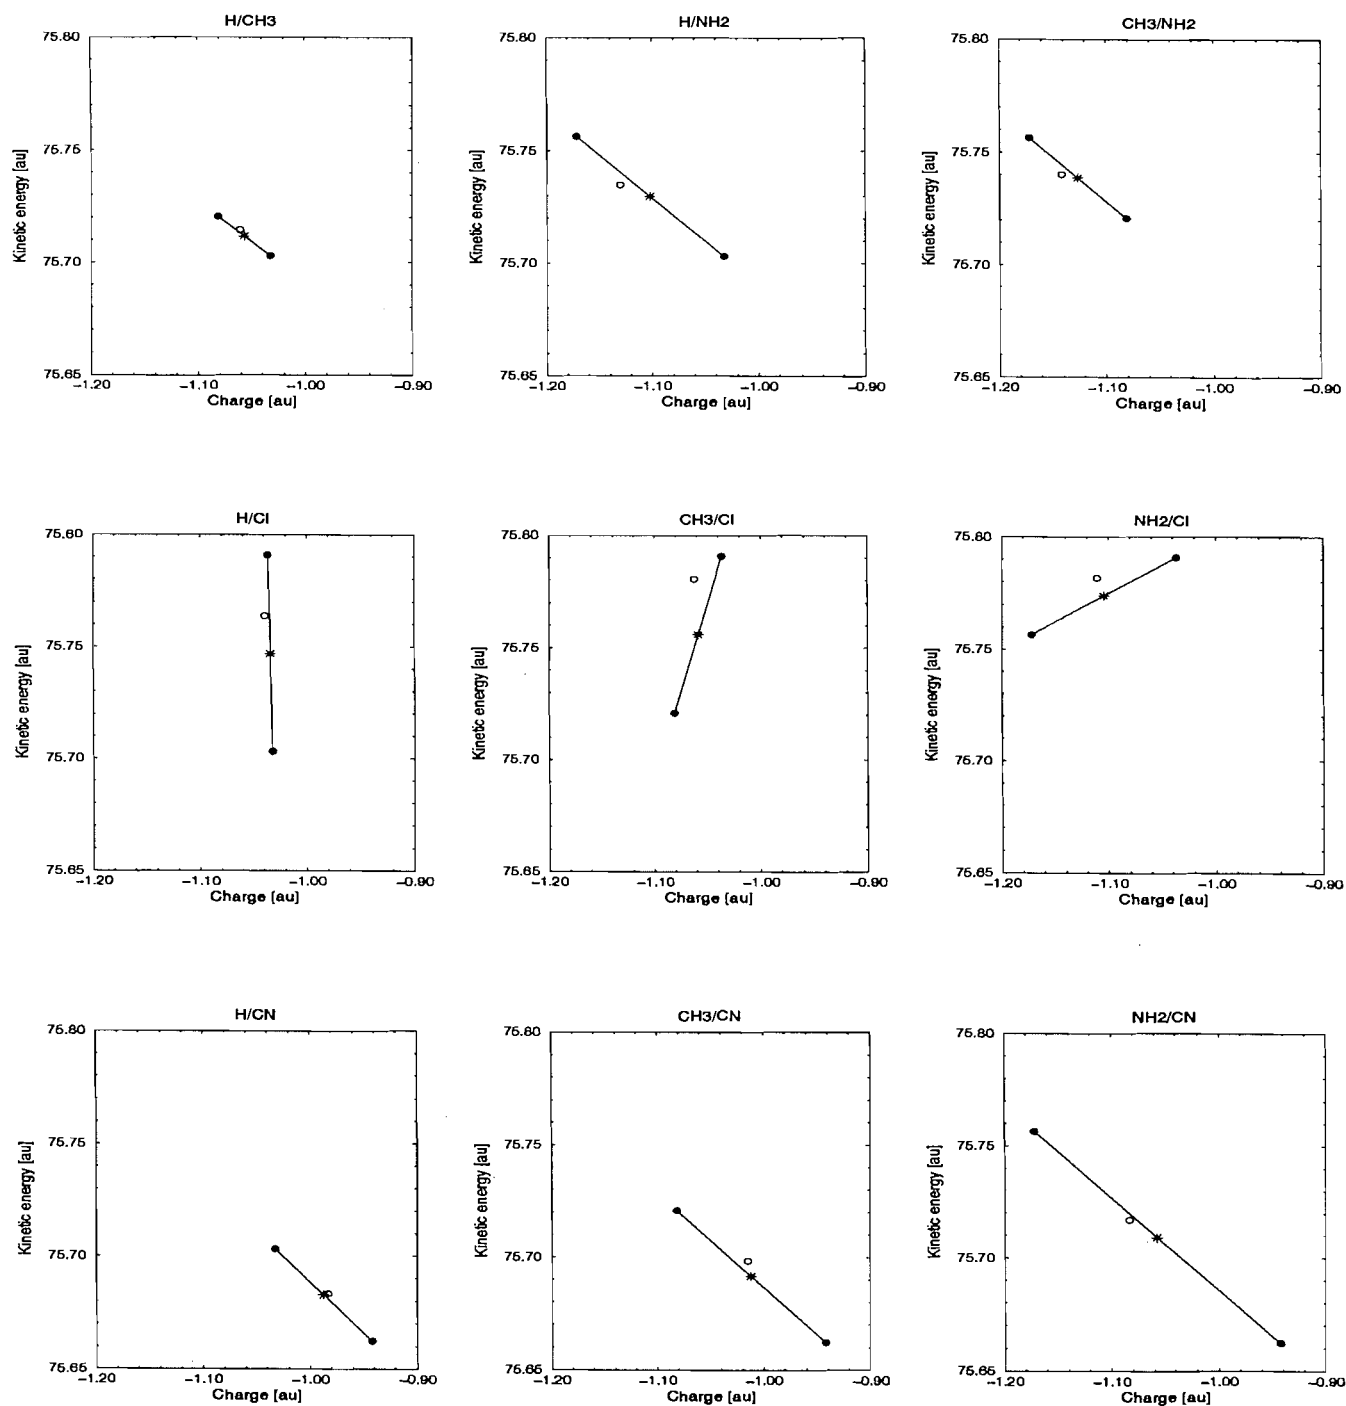 H/CH3
75.80
75.75
75.70
75.65
Kinetic energy [au]
−1.20 −1.10 −1.00 −0.90
Charge [au]
H/NH2
75.80
75.75
75.70
75.65
Kinetic energy [au]
−1.20 −1.10 −1.00 −0.90
Charge [au]
CH3/NH2
75.80
75.75
75.70
75.65
Kinetic energy [au]
−1.20 −1.10 −1.00 −0.90
Charge [au]
H/Cl
75.80
75.75
75.70
75.65
Kinetic energy [au]
−1.20 −1.10 −1.00 −0.90
Charge [au]
CH3/Cl
75.80
75.75
75.70
75.65
Kinetic energy [au]
−1.20 −1.10 −1.00 −0.90
Charge [au]
NH2/Cl
75.80
75.75
75.70
75.65
Kinetic energy [au]
−1.20 −1.10 −1.00 −0.90
Charge [au]
H/CN
75.80
75.75
75.70
75.65
Kinetic energy [au]
−1.20 −1.10 −1.00 −0.90
Charge [au]
CH3/CN
75.80
75.75
75.70
75.65
Kinetic energy [au]
−1.20 −1.10 −1.00 −0.90
Charge [au]
NH2/CN
75.80
75.75
75.70
75.65
Kinetic energy [au]
−1.20 −1.10 −1.00 −0.90
Charge [au]